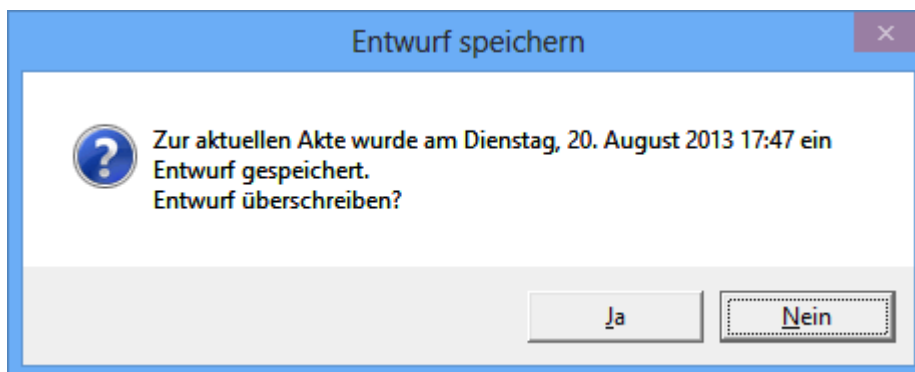 Entwurf speichern
Zur aktuellen Akte wurde am Dienstag, 20. August 2013 17:47 ein
Entwurf gespeichert.
Entwurf überschreiben?
Ja
Nein